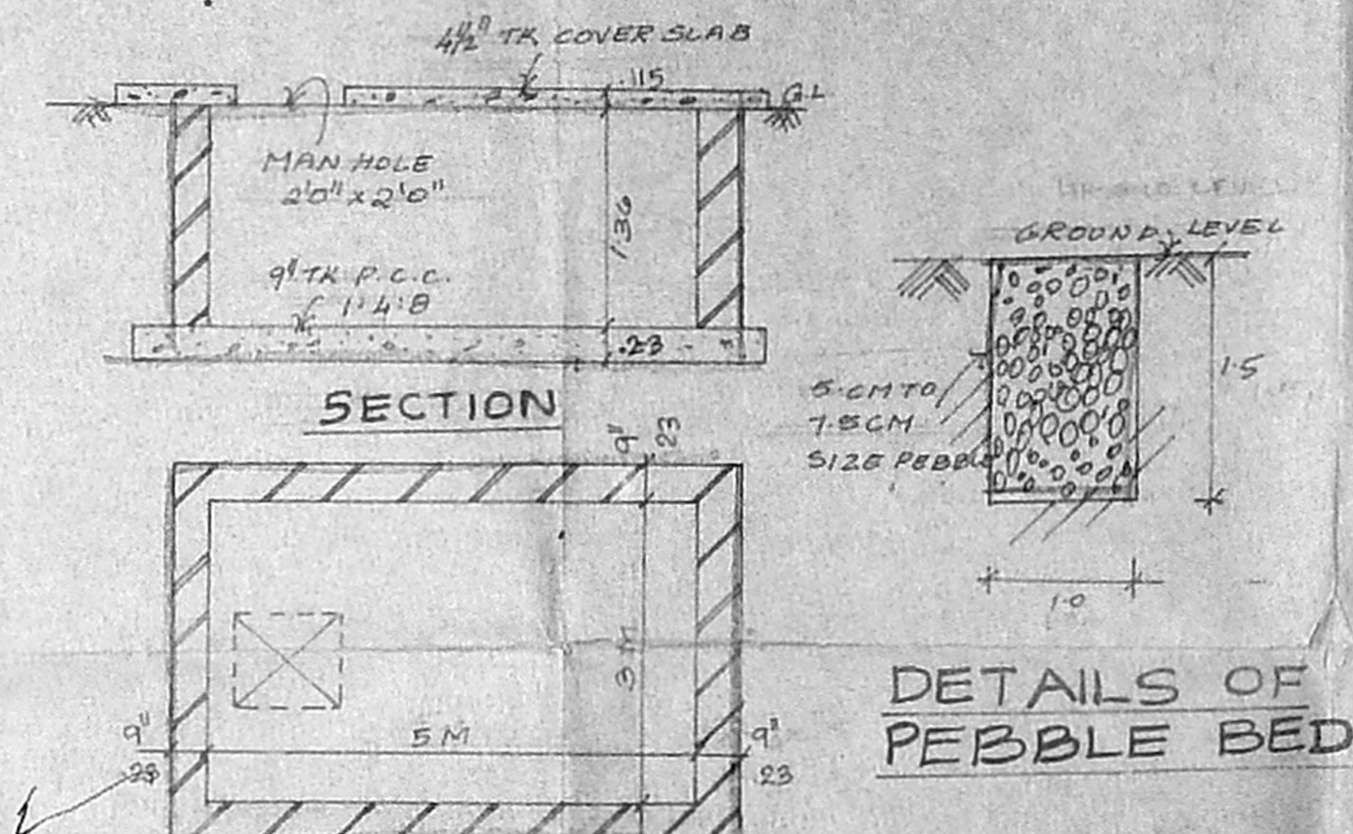 4½" TK COVER SLAB
.115
G.L
MAN HOLE
2'0" x 2'0"
1.36
9" TK P.C.C.
1:4:8
.23
SECTION
GROUND LEVEL
5 CM TO
7.5 CM
SIZE PEBBLE
1.5
1.0
DETAILS OF
PEBBLE BED
9"
.23
3 M
5 M
9"
.23
9"
.23